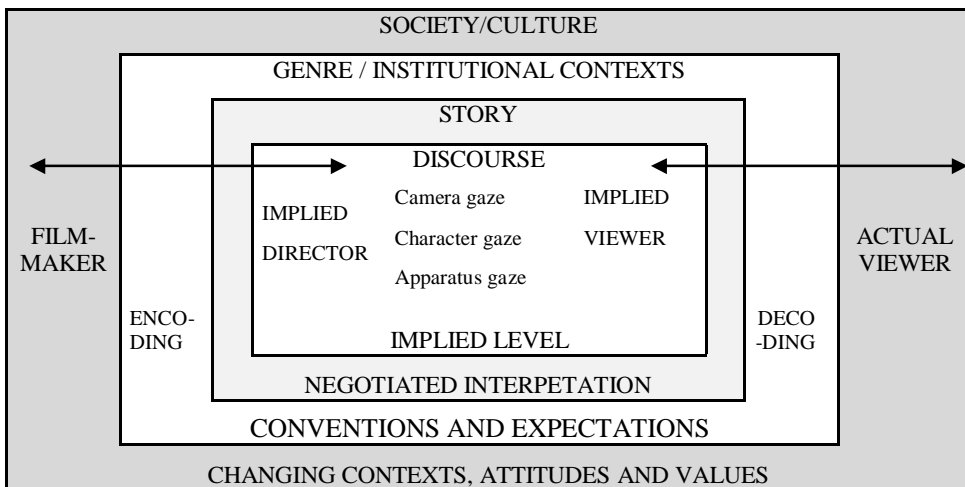 SOCIETY/CULTURE
GENRE / INSTITUTIONAL CONTEXTS
STORY
DISCOURSE
Camera gaze
Character gaze
Apparatus gaze
IMPLIED
DIRECTOR
IMPLIED
VIEWER
FILM-
MAKER
ACTUAL
VIEWER
ENCO-
DING
DECO
-DING
IMPLIED LEVEL
NEGOTIATED INTERPETATION
CONVENTIONS AND EXPECTATIONS
CHANGING CONTEXTS, ATTITUDES AND VALUES